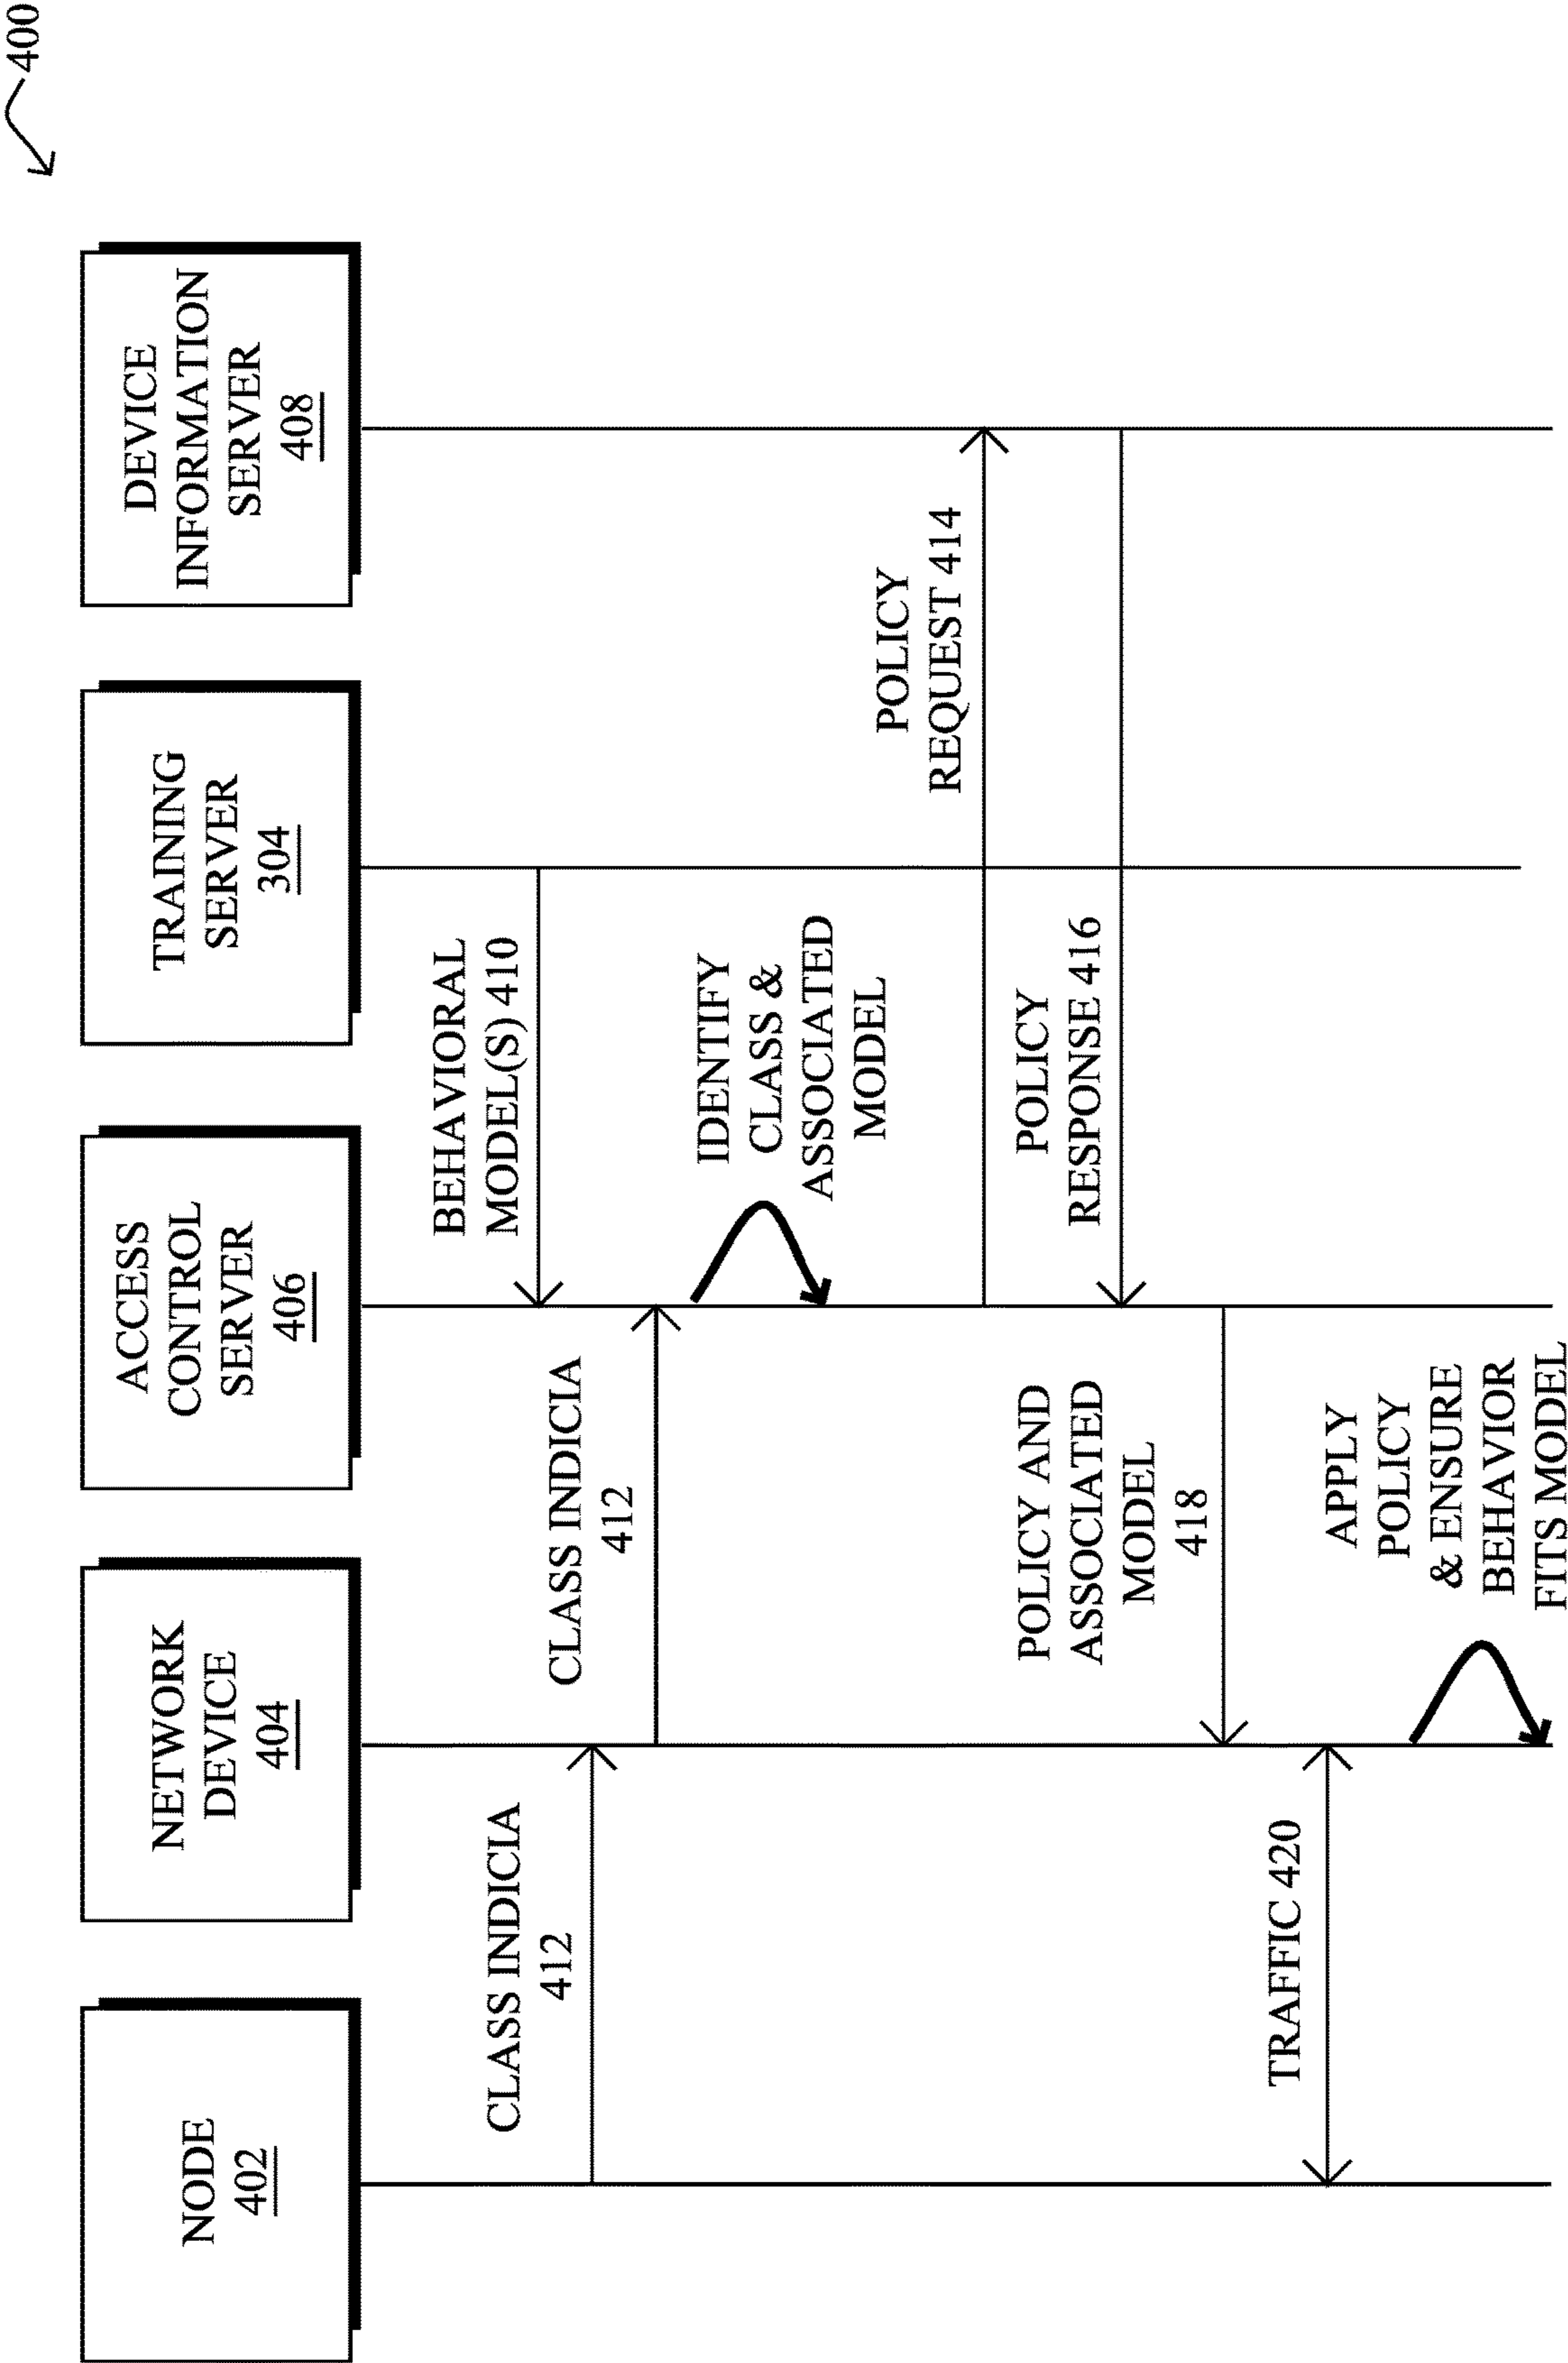 400
NODE
402
NETWORK
DEVICE
404
ACCESS
CONTROL
SERVER
406
TRAINING
SERVER
304
DEVICE
INFORMATION
SERVER
408
BEHAVIORAL
MODEL(S) 410
CLASS INDICIA
412
CLASS INDICIA
412
IDENTIFY
CLASS &
ASSOCIATED
MODEL
POLICY
REQUEST 414
POLICY
RESPONSE 416
POLICY AND
ASSOCIATED
MODEL
418
TRAFFIC 420
APPLY
POLICY
& ENSURE
BEHAVIOR
FITS MODEL